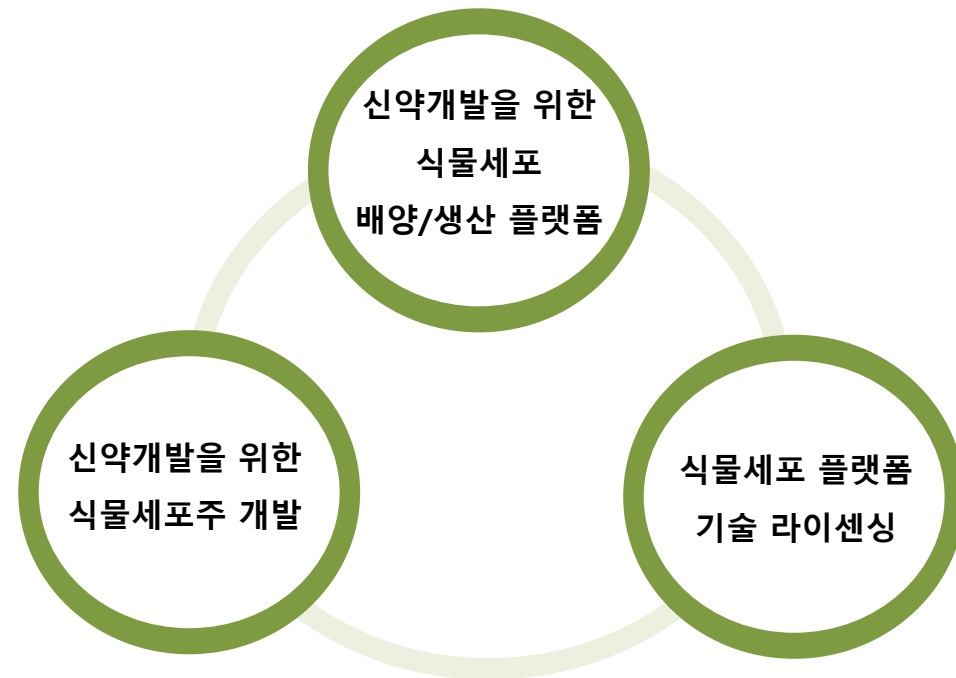 신약개발을 위한
식물세포
배양/생산 플랫폼
신약개발을 위한
식물세포주 개발
식물세포 플랫폼
기술 라이센싱